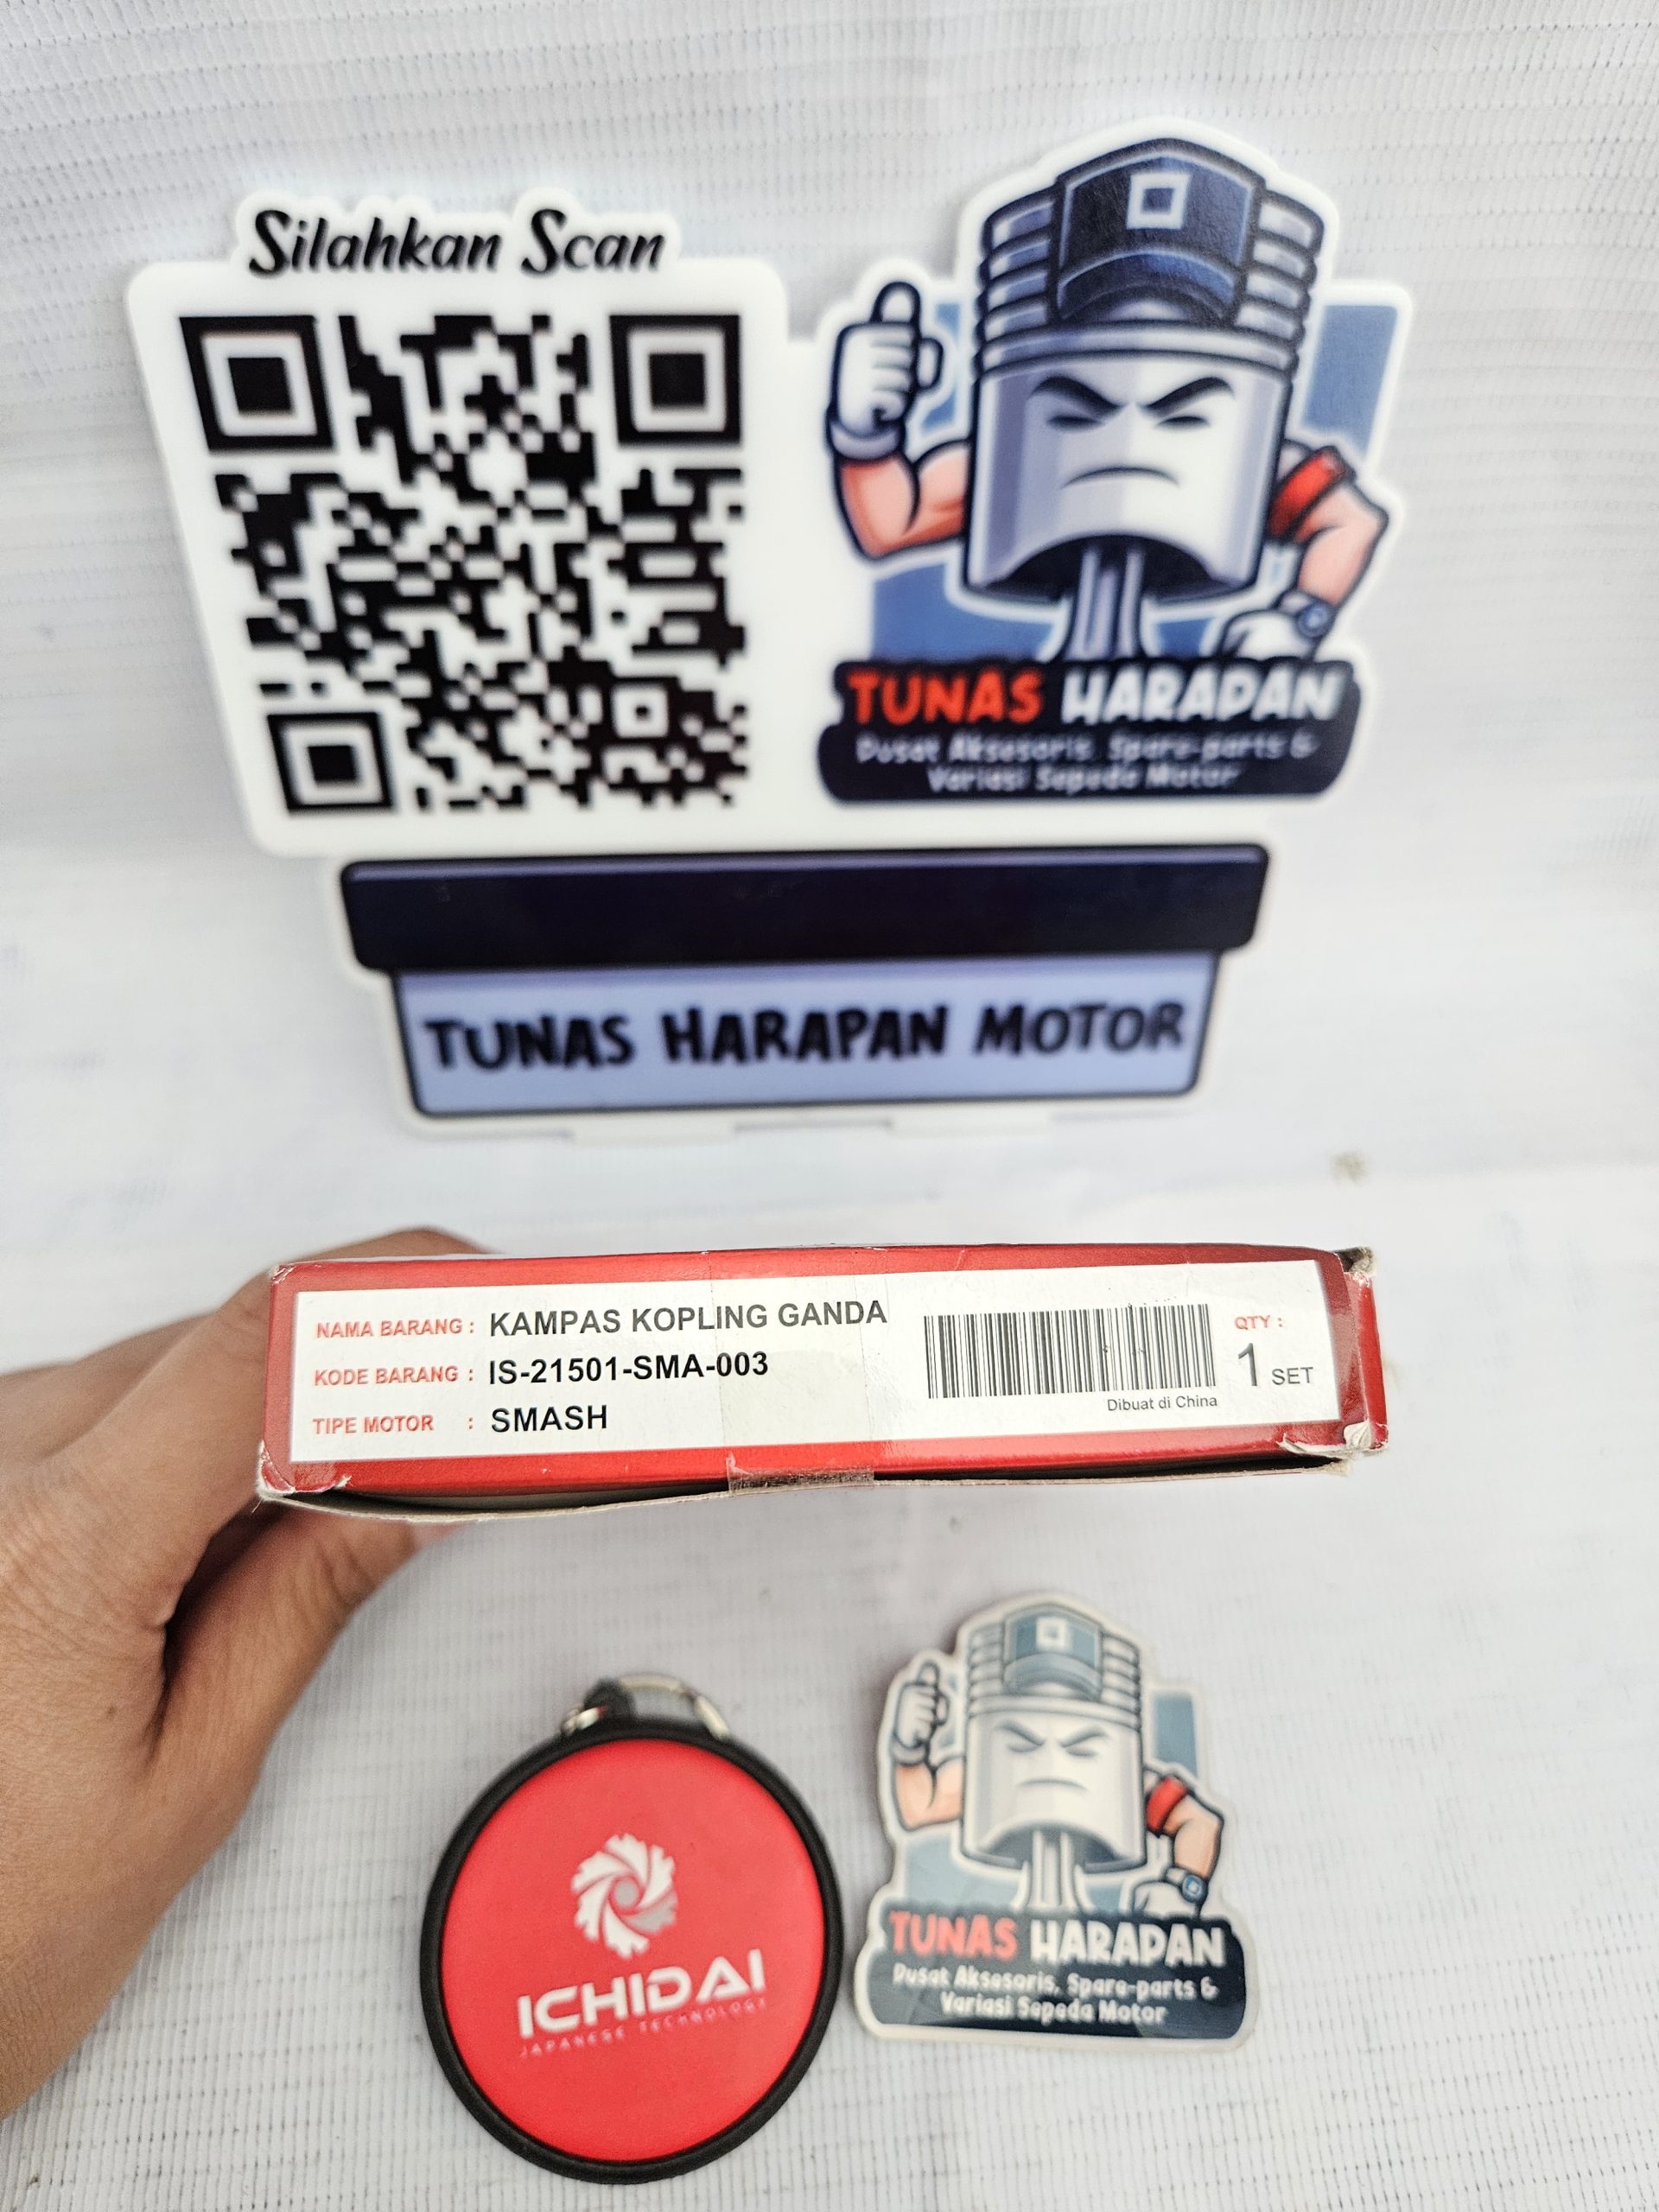 Silahkan Scan
TUNAS HARAPAN
Pusat Aksesoris, Spare-parts &
Variasi Sepeda Motor
TUNAS HARAPAN MOTOR
NAMA BARANG : KAMPAS KOPLING GANDA
KODE BARANG : IS-21501-SMA-003
TIPE MOTOR : SMASH
Dibuat di China
QTY :
1 SET
ICHIDAI
JAPANESE TECHNOLOGY
TUNAS HARAPAN
Pusat Aksesoris, Spare-parts &
Variasi Sepeda Motor